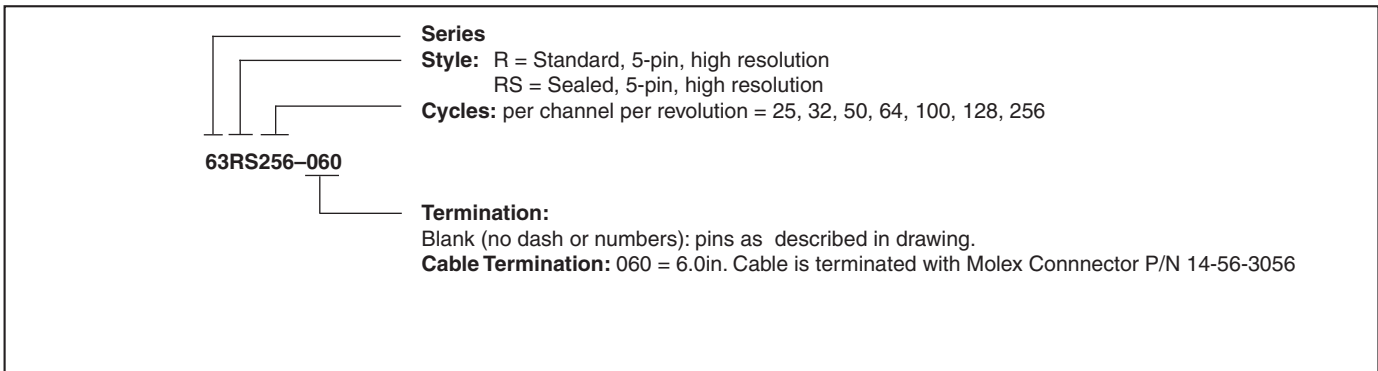 Series
Style: R = Standard, 5-pin, high resolution
RS = Sealed, 5-pin, high resolution
Cycles: per channel per revolution = 25, 32, 50, 64, 100, 128, 256
63RS256–060
Termination:
Blank (no dash or numbers): pins as described in drawing.
Cable Termination: 060 = 6.0in. Cable is terminated with Molex Connnector P/N 14-56-3056